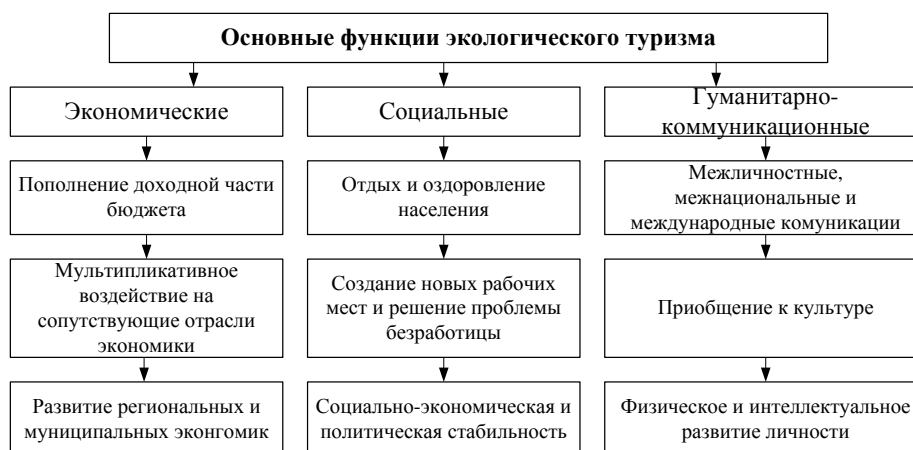 Основные функции экологического туризма
Экономические
Социальные
Гуманитарно-
коммуникационные
Пополнение доходной части
бюджета
Отдых и оздоровление
населения
Межличностные,
межнациональные и
международные комуникации
Мультипликативное
воздействие на
сопутствующие отрасли
экономики
Создание новых рабочих
мест и решение проблемы
безработицы
Приобщение к культуре
Развитие региональных и
муниципальных эконгомик
Социально-экономическая и
политическая стабильность
Физическое и интеллектуальное
развитие личности